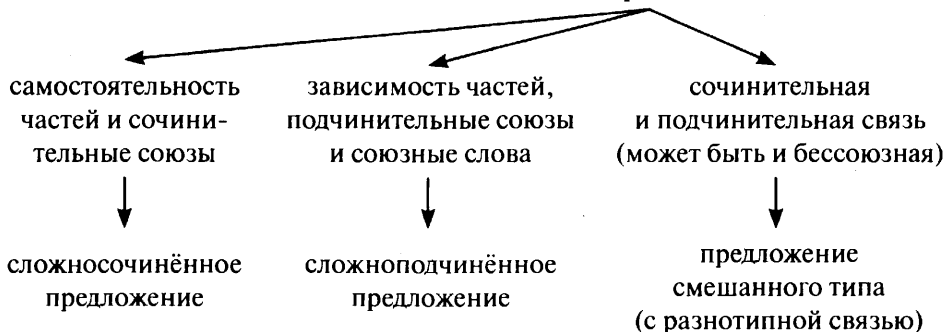 самостоятельность
частей и сочини-
тельные союзы
зависимость частей,
подчинительные союзы
и союзные слова
сочинительная
и подчинительная связь
(может быть и бессоюзная)
сложносочинённое
предложение
сложноподчинённое
предложение
предложение
смешанного типа
(с разнотипной связью)